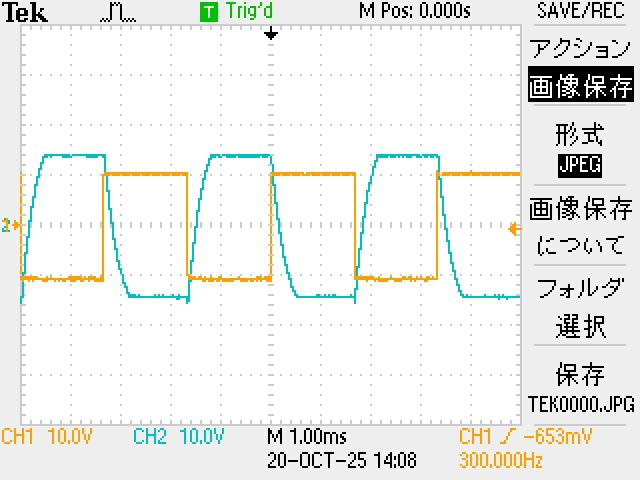 Tek T Trig'd M Pos: 0.000s SAVE/REC
アクション
画像保存
形式
JPEG
画像保存
について
フォルダ
選択
保存
TEK0000.JPG
2
CH1 10.0V CH2 10.0V M 1.00ms CH1 -653mV
20-OCT-25 14:08 300.000Hz